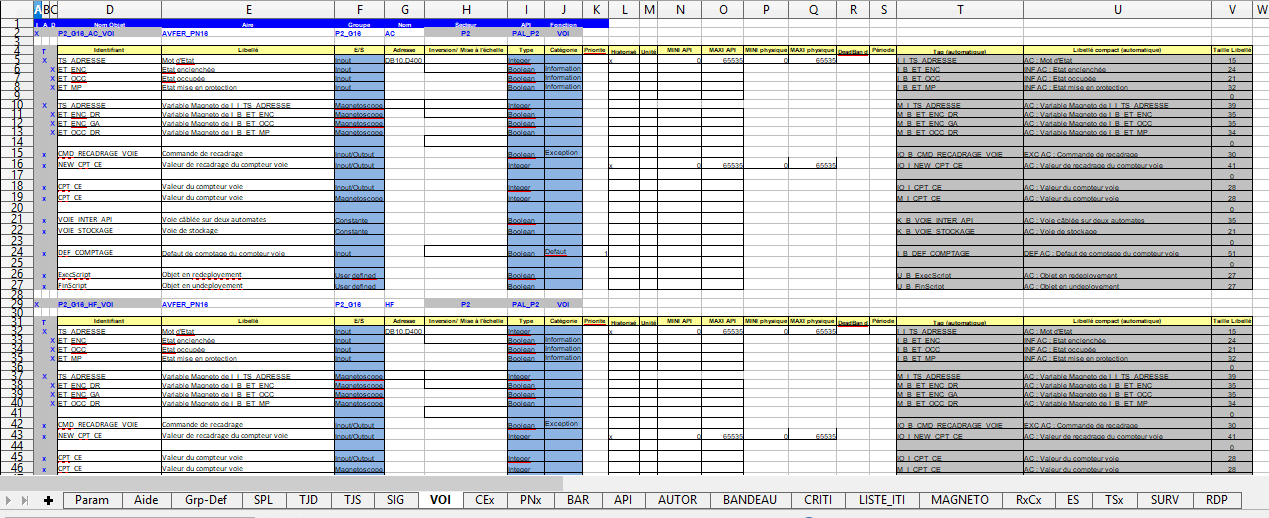 A B C D E F G H I J K L M N O P Q R S T U V W
1 I A D Nom Objet Aire Groupe Nom Secteur API Fonction
2 X P2_G16_AC_VOI AVFER_PN16 P2_G16 AC P2 PAL_P2 VOI
3
4 T Identifiant Libellé E/S Adresse Inversion/ Mise à l'échelle Type Catégorie Priorité Historisé Unité MINI API MAXI API MINI physique MAXI physique DeadBand Période Tag (automatique) Libellé compact (automatique) Taille Libellé
5 X TS_ADRESSE Mot d'Etat Input DB10.D400 Integer x 0 65535 0 65535 I_I_TS_ADRESSE AC : Mot d'Etat 15
6 X ET_ENC Etat enclenchée Input Boolean Information I_B_ET_ENC INF AC : Etat enclenchée 24
7 X ET_OCC Etat occupée Input Boolean Information I_B_ET_OCC INF AC : Etat occupée 21
8 X ET_MP Etat mise en protection Input Boolean Information I_B_ET_MP INF AC : Etat mise en protection 32
9 0
10 X TS_ADRESSE Variable Magneto de I_I_TS_ADRESSE Magnetoscope Integer M_I_TS_ADRESSE AC : Variable Magneto de I_I_TS_ADRESSE 39
11 X ET_ENC_DR Variable Magneto de I_B_ET_ENC Magnetoscope Boolean M_B_ET_ENC_DR AC : Variable Magneto de I_B_ET_ENC 35
12 X ET_ENC_GA Variable Magneto de I_B_ET_OCC Magnetoscope Boolean M_B_ET_ENC_GA AC : Variable Magneto de I_B_ET_OCC 35
13 X ET_OCC_DR Variable Magneto de I_B_ET_MP Magnetoscope Boolean M_B_ET_OCC_DR AC : Variable Magneto de I_B_ET_MP 34
14 0
15 x CMD_RECADRAGE_VOIE Commande de recadrage Input/Output Boolean Exception IO_B_CMD_RECADRAGE_VOIE EXC AC : Commande de recadrage 30
16 x NEW_CPT_CE Valeur de recadrage du compteur voie Input/Output Integer x 0 65535 0 65535 IO_I_NEW_CPT_CE AC : Valeur de recadrage du compteur voie 41
17 0
18 x CPT_CE Valeur du compteur voie Input/Output Integer IO_I_CPT_CE AC : Valeur du compteur voie 28
19 x CPT_CE Valeur du compteur voie Magnetoscope Integer M_I_CPT_CE AC : Valeur du compteur voie 28
20 0
21 x VOIE_INTER_API Voie câblée sur deux automates Constante Boolean K_B_VOIE_INTER_API AC : Voie câblée sur deux automates 35
22 x VOIE_STOCKAGE Voie de stockage Constante Boolean K_B_VOIE_STOCKAGE AC : Voie de stockage 21
23 0
24 x DEF_COMPTAGE Defaut de comptage du compteur voie Input Boolean Defaut 1 I_B_DEF_COMPTAGE DEF AC : Defaut de comptage du compteur voie 51
25 0
26 x ExecScript Objet en redeployement User defined Boolean U_B_ExecScript AC : Objet en redeployement 27
27 x FinScript Objet en undeployement User defined Boolean U_B_FinScript AC : Objet en undeployement 27
28
29 X P2_G16_HF_VOI AVFER_PN16 P2_G16 HF P2 PAL_P2 VOI
30
31 T Identifiant Libellé E/S Adresse Inversion/ Mise à l'échelle Type Catégorie Priorité Historisé Unité MINI API MAXI API MINI physique MAXI physique DeadBand Période Tag (automatique) Libellé compact (automatique) Taille Libellé
32 X TS_ADRESSE Mot d'Etat Input DB10.D400 Integer x 0 65535 0 65535 I_I_TS_ADRESSE AC : Mot d'Etat 15
33 X ET_ENC Etat enclenchée Input Boolean Information I_B_ET_ENC INF AC : Etat enclenchée 24
34 X ET_OCC Etat occupée Input Boolean Information I_B_ET_OCC INF AC : Etat occupée 21
35 X ET_MP Etat mise en protection Input Boolean Information I_B_ET_MP INF AC : Etat mise en protection 32
36 0
37 X TS_ADRESSE Variable Magneto de I_I_TS_ADRESSE Magnetoscope Integer M_I_TS_ADRESSE AC : Variable Magneto de I_I_TS_ADRESSE 39
38 X ET_ENC_DR Variable Magneto de I_B_ET_ENC Magnetoscope Boolean M_B_ET_ENC_DR AC : Variable Magneto de I_B_ET_ENC 35
39 X ET_ENC_GA Variable Magneto de I_B_ET_OCC Magnetoscope Boolean M_B_ET_ENC_GA AC : Variable Magneto de I_B_ET_OCC 35
40 X ET_OCC_DR Variable Magneto de I_B_ET_MP Magnetoscope Boolean M_B_ET_OCC_DR AC : Variable Magneto de I_B_ET_MP 34
41 0
42 x CMD_RECADRAGE_VOIE Commande de recadrage Input/Output Boolean Exception IO_B_CMD_RECADRAGE_VOIE EXC AC : Commande de recadrage 30
43 x NEW_CPT_CE Valeur de recadrage du compteur voie Input/Output Integer x 0 65535 0 65535 IO_I_NEW_CPT_CE AC : Valeur de recadrage du compteur voie 41
44 0
45 x CPT_CE Valeur du compteur voie Input/Output Integer IO_I_CPT_CE AC : Valeur du compteur voie 28
46 x CPT_CE Valeur du compteur voie Magnetoscope Integer M_I_CPT_CE AC : Valeur du compteur voie 28
Param Aide Grp-Def SPL TJD TJS SIG VOI CEx PNx BAR API AUTOR BANDEAU CRITI LISTE_ITI MAGNETO RxCx ES TSx SURV RDP